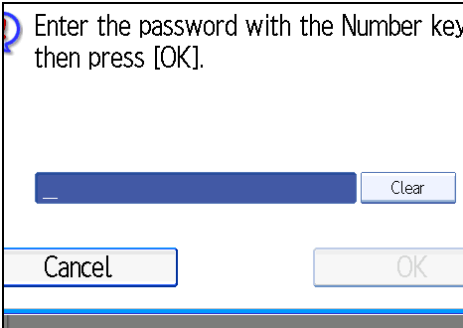 Enter the password with the Number key
then press [OK].
Clear
Cancel
OK